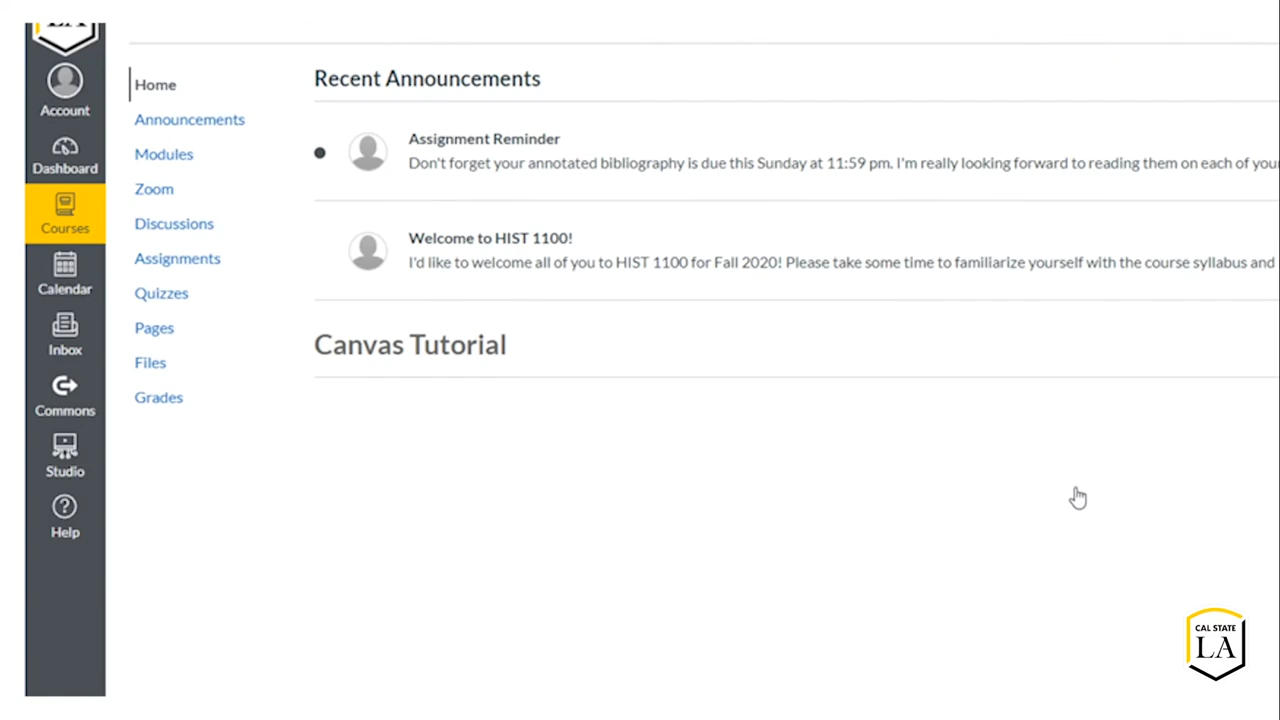 LA
Account
Dashboard
Courses
Calendar
Inbox
Commons
Studio
Help
Home
Announcements
Modules
Zoom
Discussions
Assignments
Quizzes
Pages
Files
Grades
Recent Announcements
Assignment Reminder
Don't forget your annotated bibliography is due this Sunday at 11:59 pm. I'm really looking forward to reading them on each of you
Welcome to HIST 1100!
I'd like to welcome all of you to HIST 1100 for Fall 2020! Please take some time to familiarize yourself with the course syllabus and
Canvas Tutorial
CAL STATE
LA